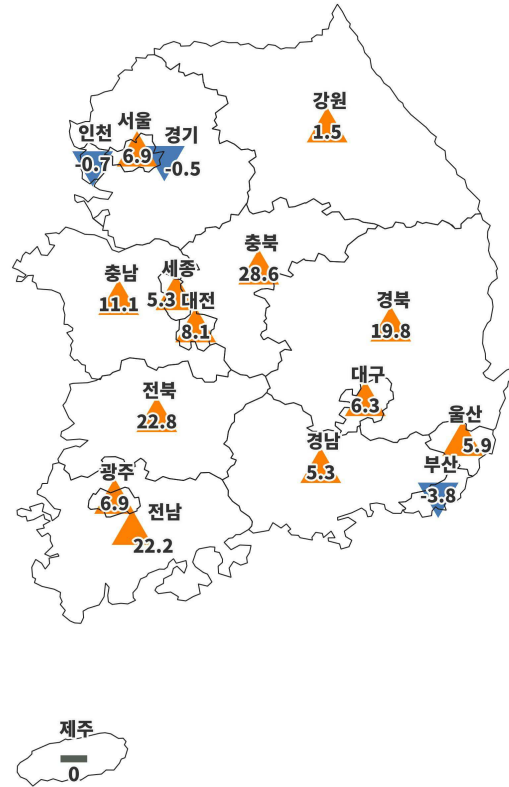 강원
1.5
서울
6.9
인천
-0.7
경기
-0.5
충북
28.6
세종
5.3
충남
11.1
대전
8.1
경북
19.8
대구
6.3
전북
22.8
울산
5.9
경남
5.3
부산
-3.8
광주
6.9
전남
22.2
제주
0